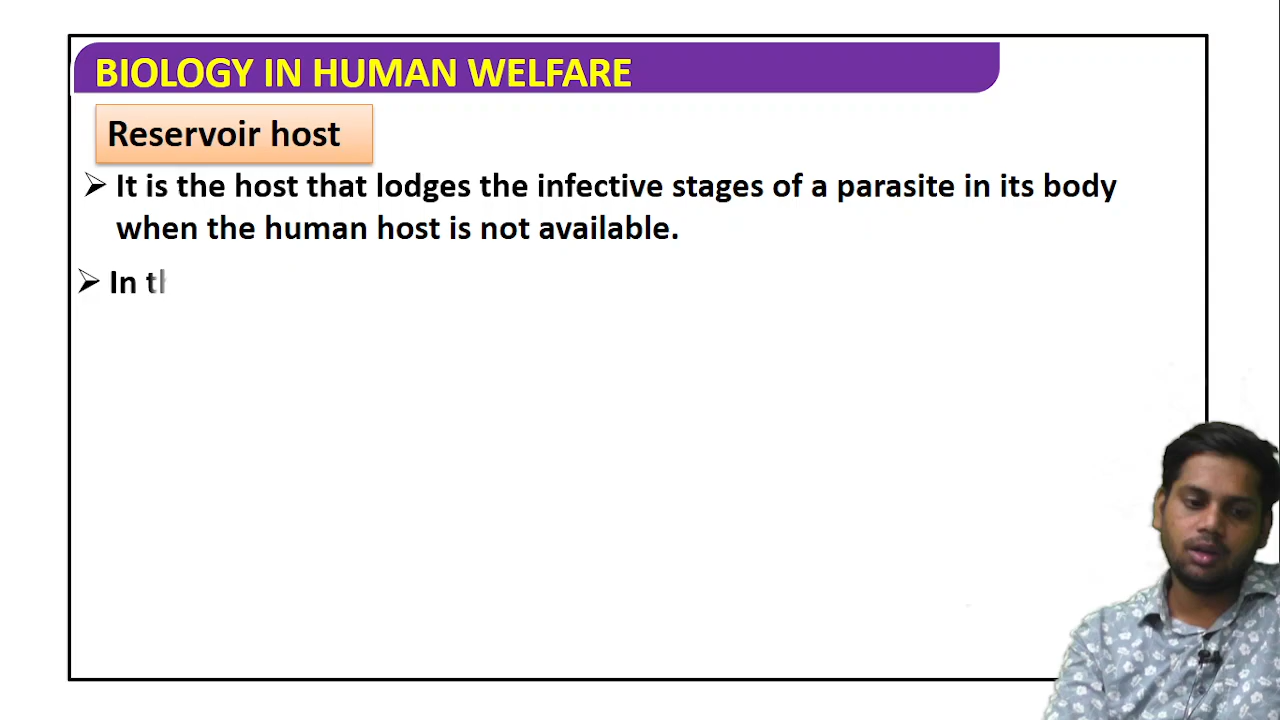 BIOLOGY IN HUMAN WELFARE
Reservoir host
➢ It is the host that lodges the infective stages of a parasite in its body
when the human host is not available.
➢ In